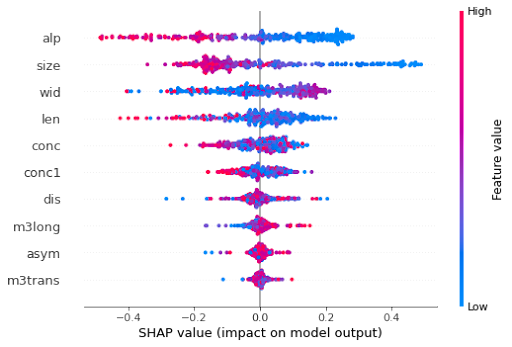 High
alp
size
wid
len
conc
conc1
dis
m3long
asym
m3trans
Feature value
Low
−0.4 −0.2 0.0 0.2 0.4
SHAP value (impact on model output)